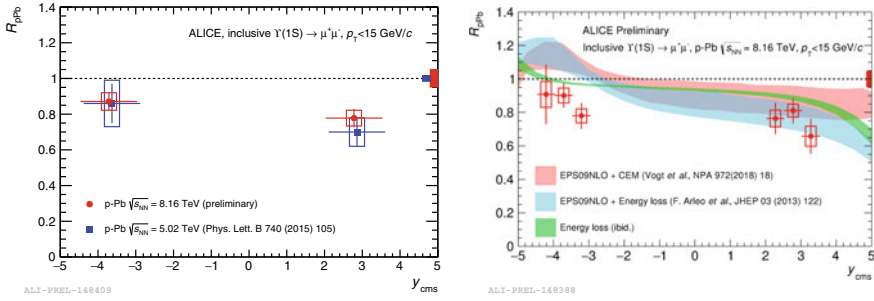 R_pPb
1.4
1.2
1
0.8
0.6
0.4
0.2
0
ALICE, inclusive ϒ(1S) → μ⁺μ⁻, p_T<15 GeV/c
p-Pb √s_NN = 8.16 TeV (preliminary)
p-Pb √s_NN = 5.02 TeV (Phys. Lett. B 740 (2015) 105)
−5 −4 −3 −2 −1 0 1 2 3 4 5
y_cms
ALI-PREL-148409
R_pPb
1.4
1.2
1
0.8
0.6
0.4
0.2
0
ALICE Preliminary
Inclusive ϒ(1S) → μ⁺μ⁻, p-Pb √s_NN = 8.16 TeV, p_T<15 GeV/c
EPS09NLO + CEM (Vogt et al., NPA 972(2018) 18)
EPS09NLO + Energy loss (F. Arleo et al., JHEP 03 (2013) 122)
Energy loss (ibid.)
−5 −4 −3 −2 −1 0 1 2 3 4 5
y_cms
ALI-PREL-148388